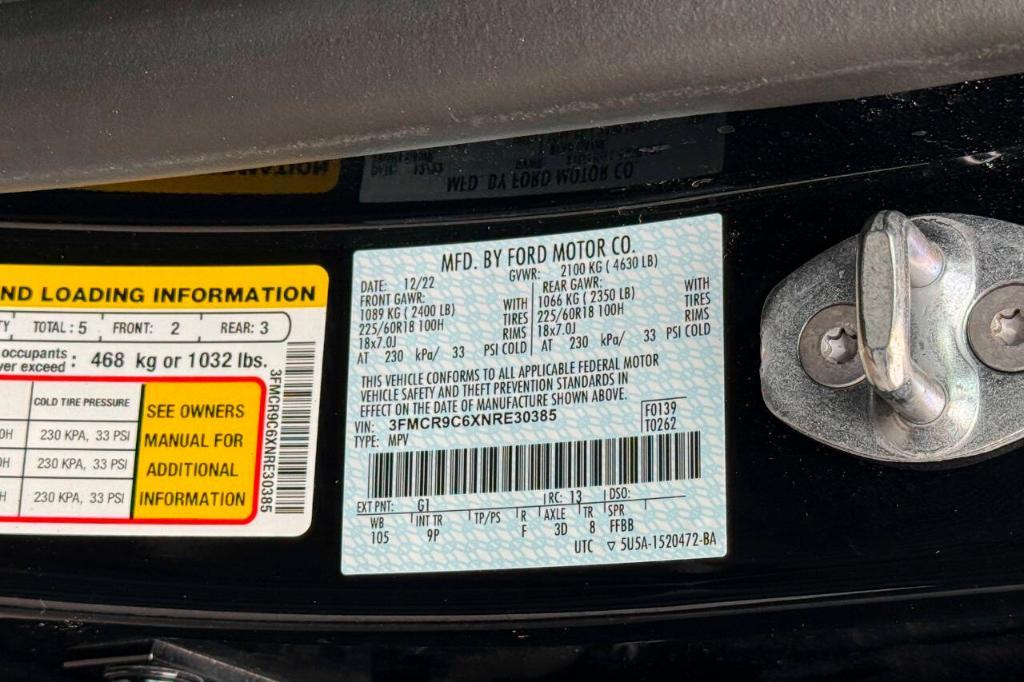 MFD. BY FORD MOTOR CO.
ND LOADING INFORMATION
TY TOTAL : 5 FRONT: 2 REAR: 3
occupants
ver exceed : 468 kg or 1032 lbs.
COLD TIRE PRESSURE
0H 230 KPA, 33 PSI
0H 230 KPA, 33 PSI
230 KPA, 33 PSI
SEE OWNERS
MANUAL FOR
ADDITIONAL
INFORMATION
3FMCR9C6XNRE30385
MFD. BY FORD MOTOR CO.
DATE: 12/22 GVWR: 2100 KG ( 4630 LB)
FRONT GAWR: REAR GAWR:
1089 KG ( 2400 LB) WITH 1066 KG ( 2350 LB) WITH
225/60R18 100H TIRES 225/60R18 100H TIRES
18x7.0J RIMS 18x7.0J RIMS
AT 230 kPa/ 33 PSI COLD AT 230 kPa/ 33 PSI COLD
THIS VEHICLE CONFORMS TO ALL APPLICABLE FEDERAL MOTOR
VEHICLE SAFETY AND THEFT PREVENTION STANDARDS IN
EFFECT ON THE DATE OF MANUFACTURE SHOWN ABOVE.
VIN: 3FMCR9C6XNRE30385 F0139
TYPE: MPV T0262
EXT PNT: G1 RC: 13 DSO:
WB INT TR TP/PS R AXLE TR SPR
105 9P F 3D 8 FFBB
UTC ▽ 5U5A-1520472-BA